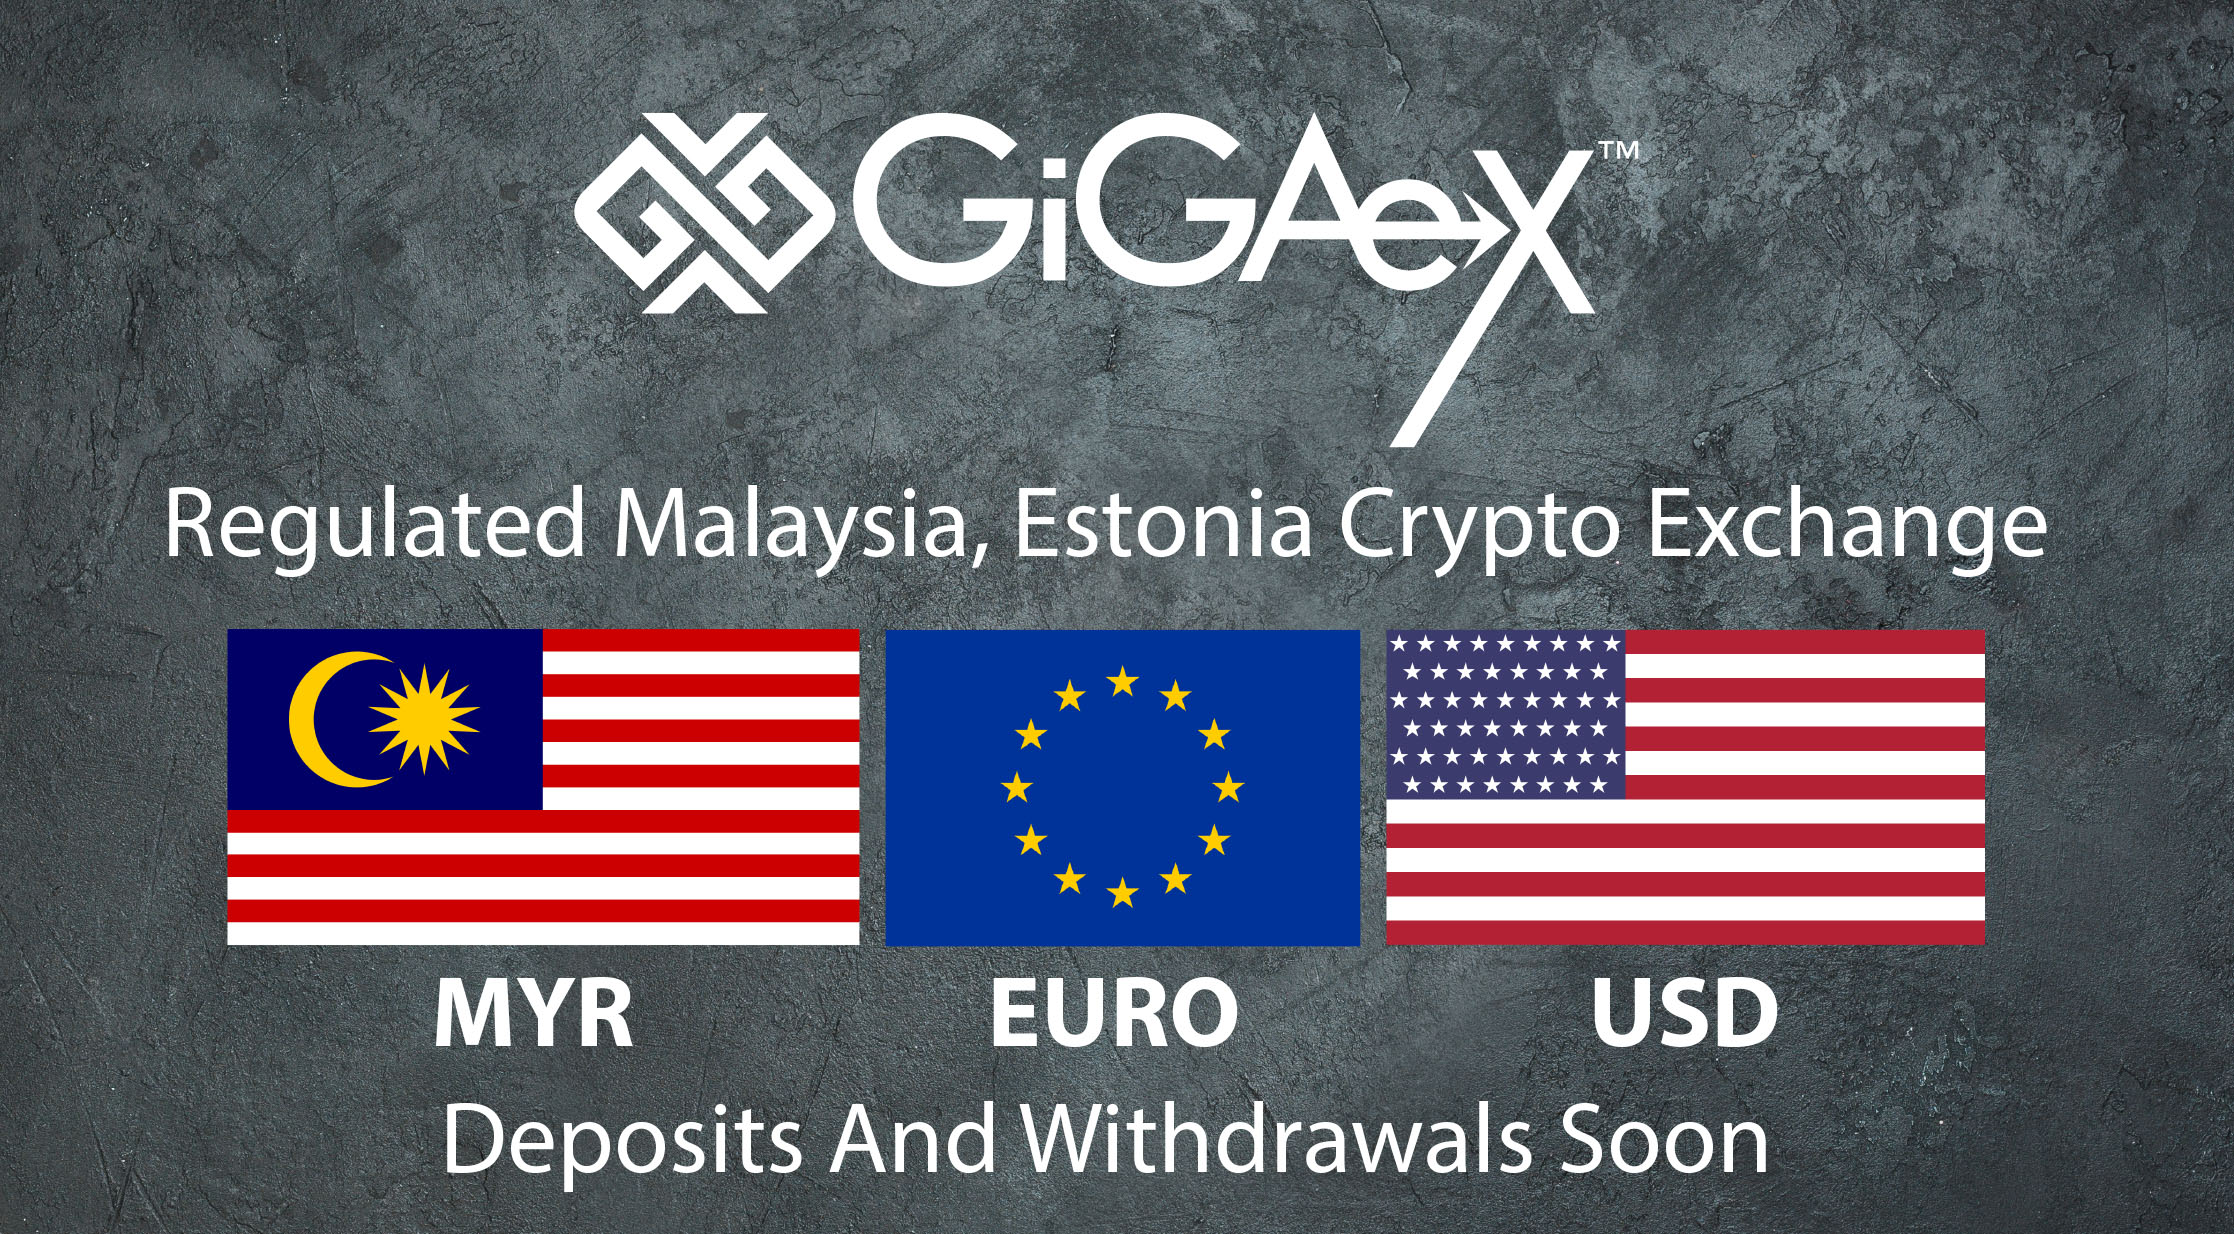 GiGAex™
Regulated Malaysia, Estonia Crypto Exchange
MYR EURO USD
Deposits And Withdrawals Soon